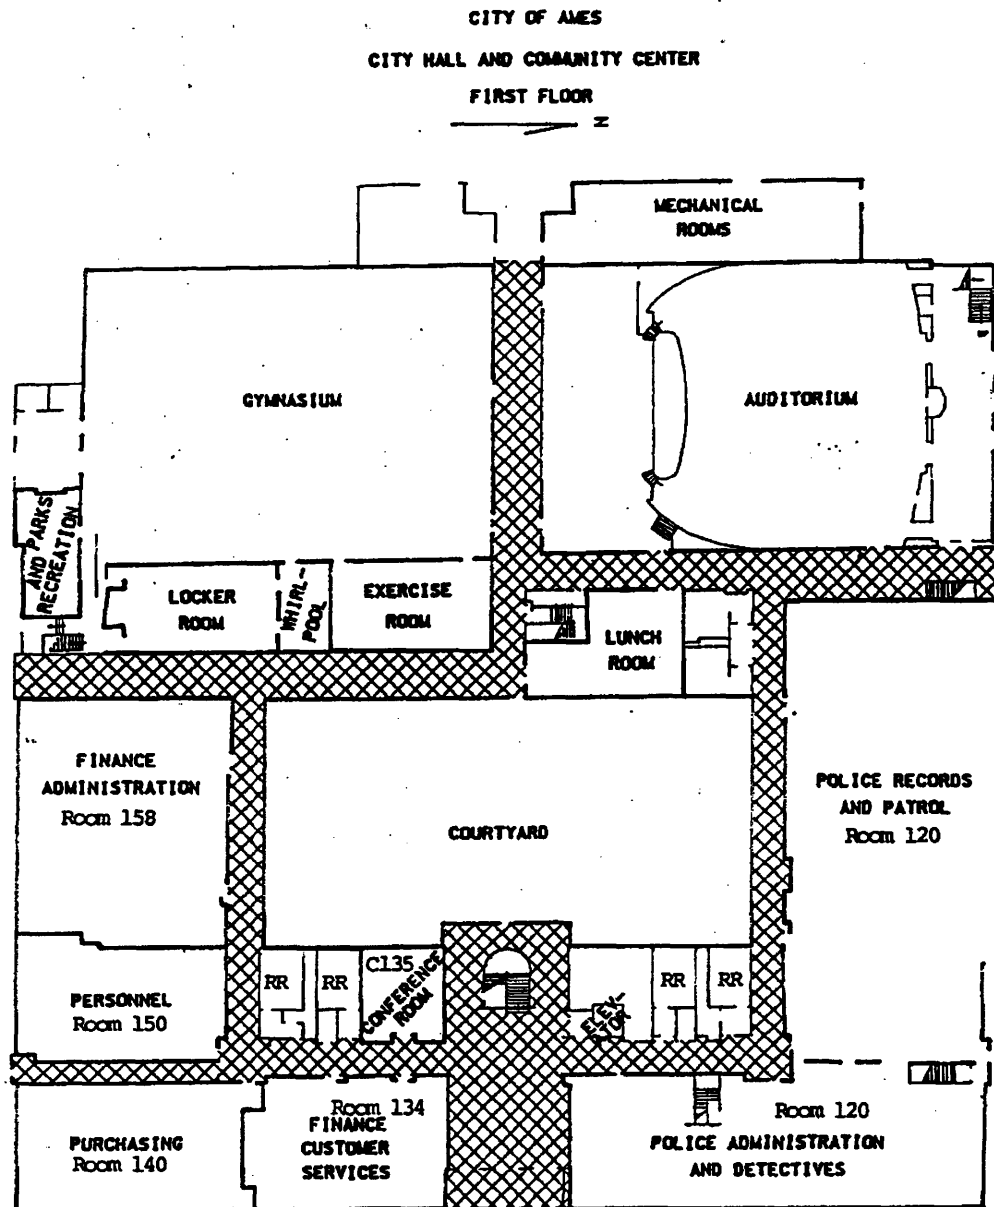 CITY OF AMES
CITY HALL AND COMMUNITY CENTER
FIRST FLOOR
N
MECHANICAL
ROOMS
GYMNASIUM
AUDITORIUM
PARKS
AND
RECREATION
LOCKER
ROOM
WHIRL-
POOL
EXERCISE
ROOM
LUNCH
ROOM
FINANCE
ADMINISTRATION
Room 158
COURTYARD
POLICE RECORDS
AND PATROL
Room 120
RR
RR
C135
CONFERENCE
ROOM
ELEV-
ATOR
RR
RR
PERSONNEL
Room 150
Room 134
FINANCE
CUSTOMER
SERVICES
PURCHASING
Room 140
Room 120
POLICE ADMINISTRATION
AND DETECTIVES